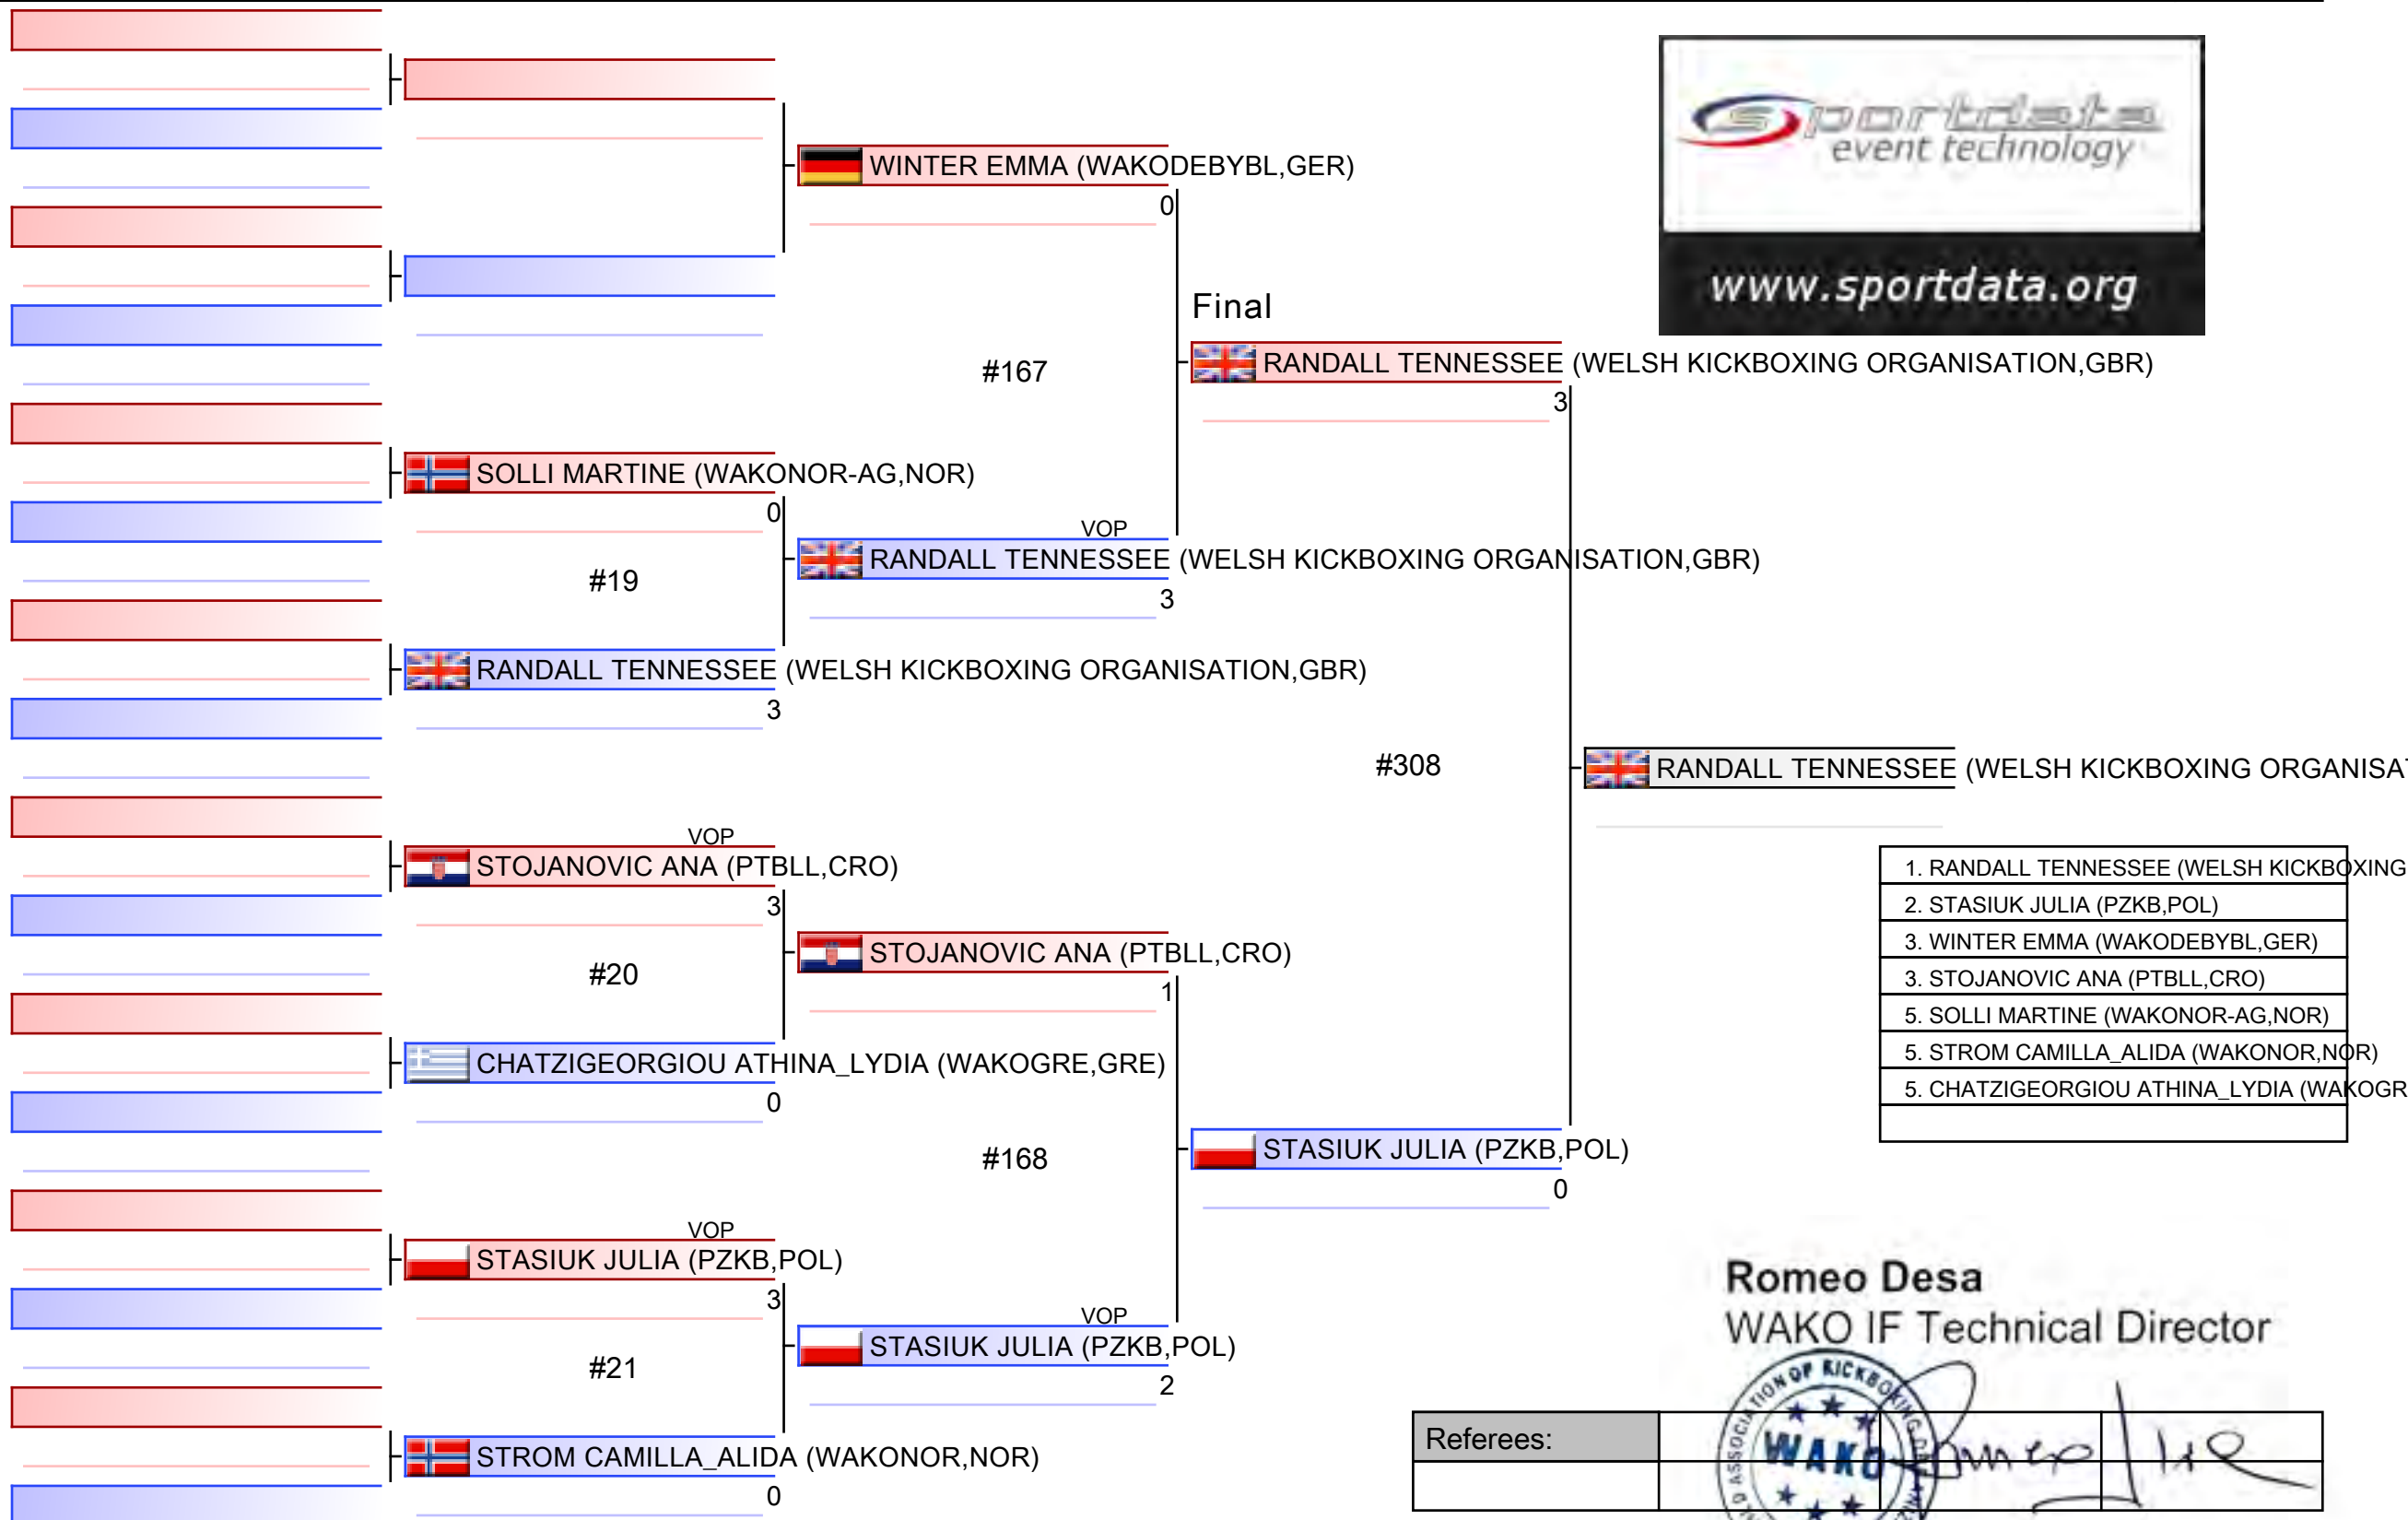 sportdata
event technology
www.sportdata.org
WINTER EMMA (WAKODEBYBL,GER)
0
Final
#167
RANDALL TENNESSEE (WELSH KICKBOXING ORGANISATION,GBR)
3
SOLLI MARTINE (WAKONOR-AG,NOR)
0
VOP
RANDALL TENNESSEE (WELSH KICKBOXING ORGANISATION,GBR)
3
#19
RANDALL TENNESSEE (WELSH KICKBOXING ORGANISATION,GBR)
3
#308
RANDALL TENNESSEE (WELSH KICKBOXING
VOP
STOJANOVIC ANA (PTBLL,CRO)
3
STOJANOVIC ANA (PTBLL,CRO)
1
#20
CHATZIGEORGIOU ATHINA_LYDIA (WAKOGRE,GRE)
0
#168
STASIUK JULIA (PZKB,POL)
0
VOP
STASIUK JULIA (PZKB,POL)
3
VOP
STASIUK JULIA (PZKB,POL)
2
#21
STROM CAMILLA_ALIDA (WAKONOR,NOR)
0
1. RANDALL TENNESSEE (WELSH KICKBOXING
2. STASIUK JULIA (PZKB,POL)
3. WINTER EMMA (WAKODEBYBL,GER)
3. STOJANOVIC ANA (PTBLL,CRO)
5. SOLLI MARTINE (WAKONOR-AG,NOR)
5. STROM CAMILLA_ALIDA (WAKONOR,NOR)
5. CHATZIGEORGIOU ATHINA_LYDIA
Romeo Desa
WAKO IF Technical Director
ASSOCIATION OF KICKBOXING
WAKO
Referees: